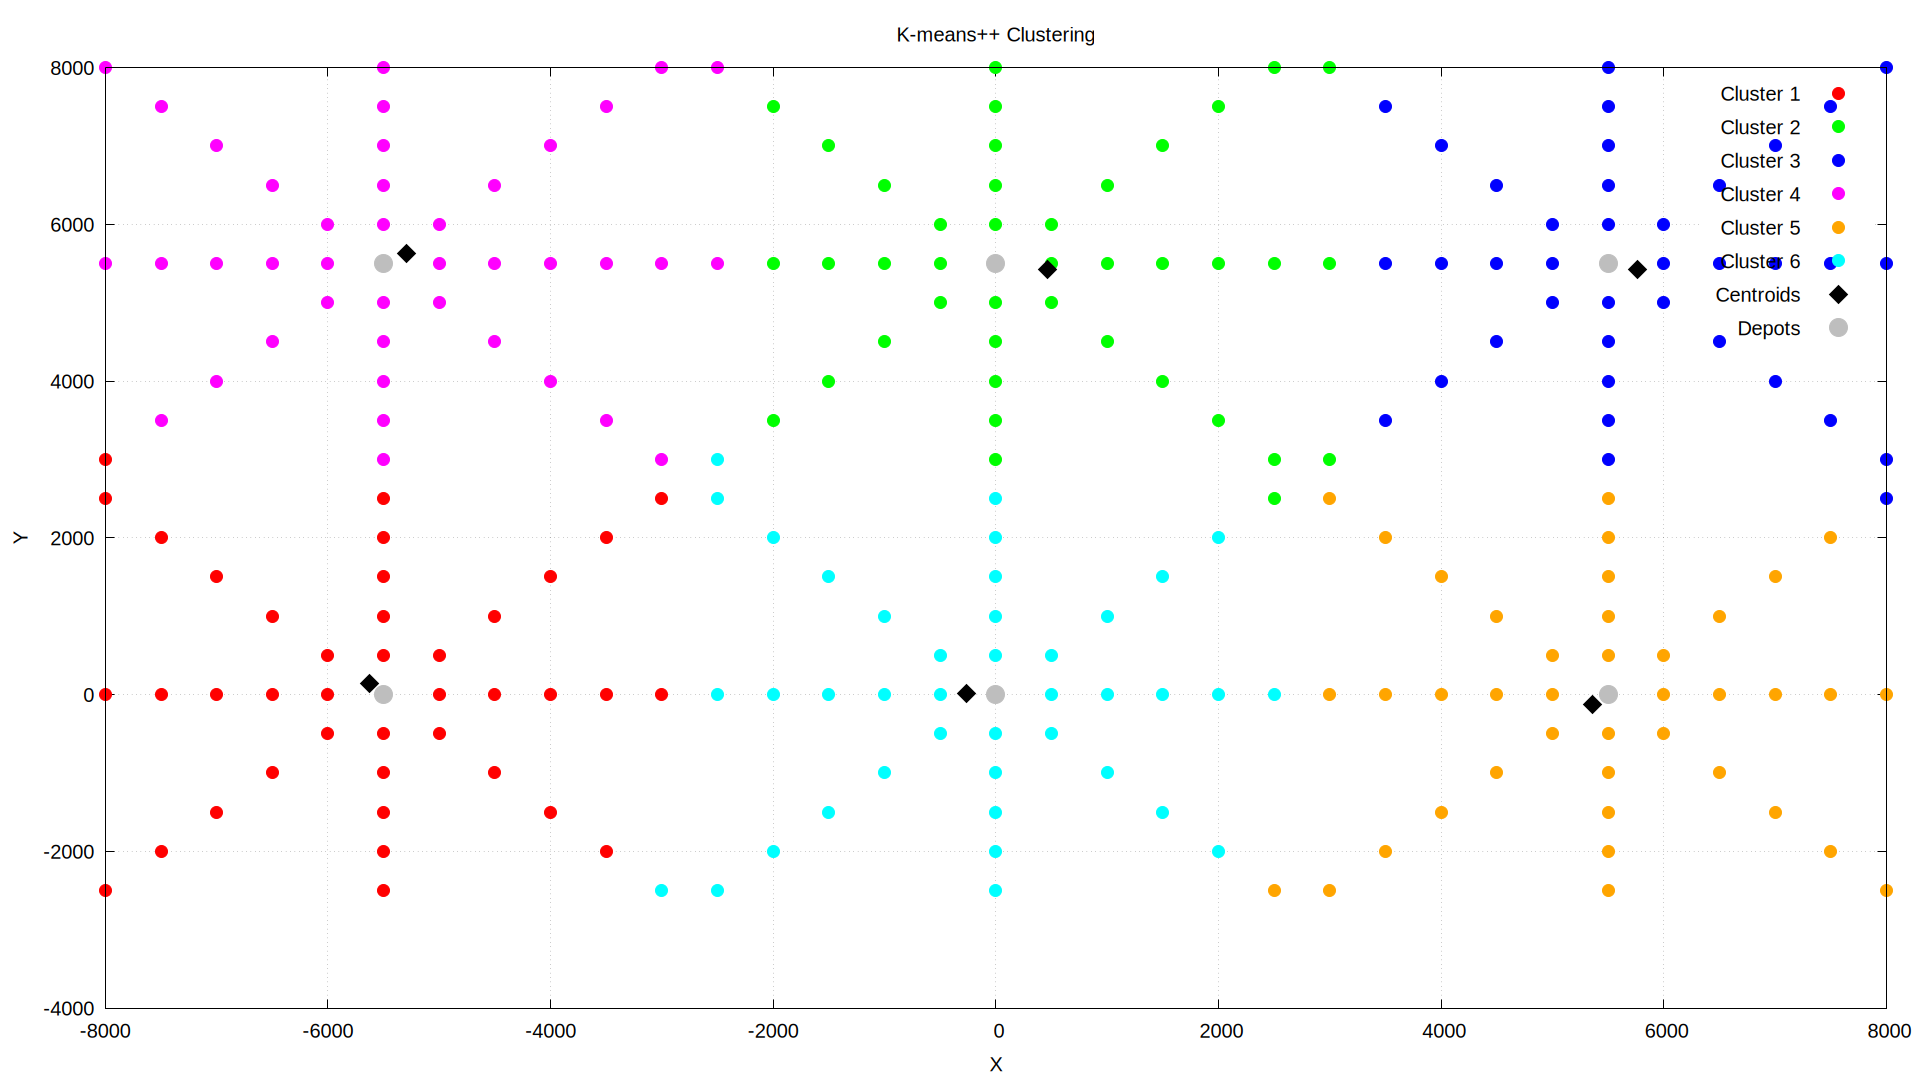 K-means++ Clustering
8000
6000
4000
2000
0
-2000
-4000
Y
-8000 -6000 -4000 -2000 0 2000 4000 6000 8000
X
Cluster 1
Cluster 2
Cluster 3
Cluster 4
Cluster 5
Cluster 6
Centroids
Depots